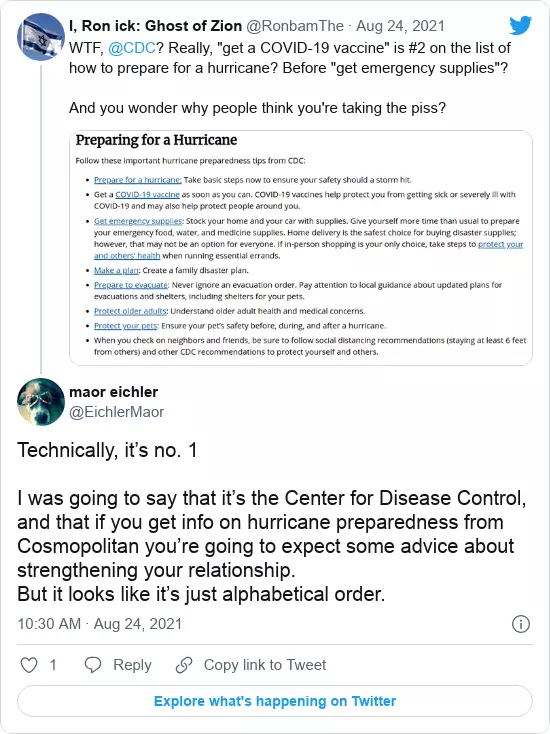 I, Ron ick: Ghost of Zion @RonbamThe · Aug 24, 2021
WTF, @CDC? Really, "get a COVID-19 vaccine" is #2 on the list of
how to prepare for a hurricane? Before "get emergency supplies"?
And you wonder why people think you're taking the piss?
Preparing for a Hurricane
Follow these important hurricane preparedness tips from CDC:
• Prepare for a hurricane: Take basic steps now to ensure your safety should a storm hit.
• Get a COVID-19 vaccine as soon as you can. COVID-19 vaccines help protect you from getting sick or severely ill with
COVID-19 and may also help protect people around you.
• Get emergency supplies: Stock your home and your car with supplies. Give yourself more time than usual to prepare
your emergency food, water, and medicine supplies. Home delivery is the safest choice for buying disaster supplies;
however, that may not be an option for everyone. If in-person shopping is your only choice, take steps to protect your
and others' health when running essential errands.
• Make a plan: Create a family disaster plan.
• Prepare to evacuate: Never ignore an evacuation order. Pay attention to local guidance about updated plans for
evacuations and shelters, including shelters for your pets.
• Protect older adults: Understand older adult health and medical concerns.
• Protect your pets: Ensure your pet's safety before, during, and after a hurricane.
• When you check on neighbors and friends, be sure to follow social distancing recommendations (staying at least 6 feet
from others) and other CDC recommendations to protect yourself and others.
maor eichler
@EichlerMaor
Technically, it's no. 1
I was going to say that it's the Center for Disease Control,
and that if you get info on hurricane preparedness from
Cosmopolitan you're going to expect some advice about
strengthening your relationship.
But it looks like it's just alphabetical order.
10:30 AM · Aug 24, 2021
1 Reply Copy link to Tweet
Explore what's happening on Twitter